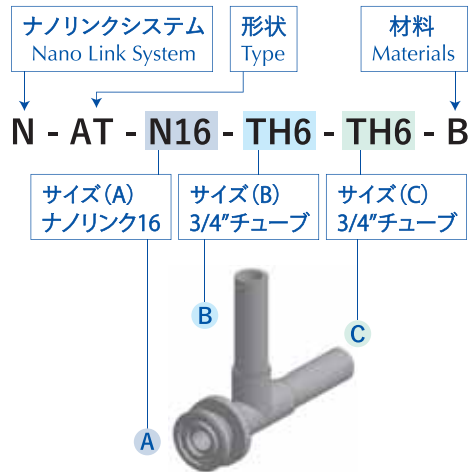 ナノリンクシステム
Nano Link System
形状
Type
材料
Materials
N - AT - N16 - TH6 - TH6 - B
サイズ(A)
ナノリンク16
サイズ(B)
3/4”チューブ
サイズ(C)
3/4”チューブ
B
C
A